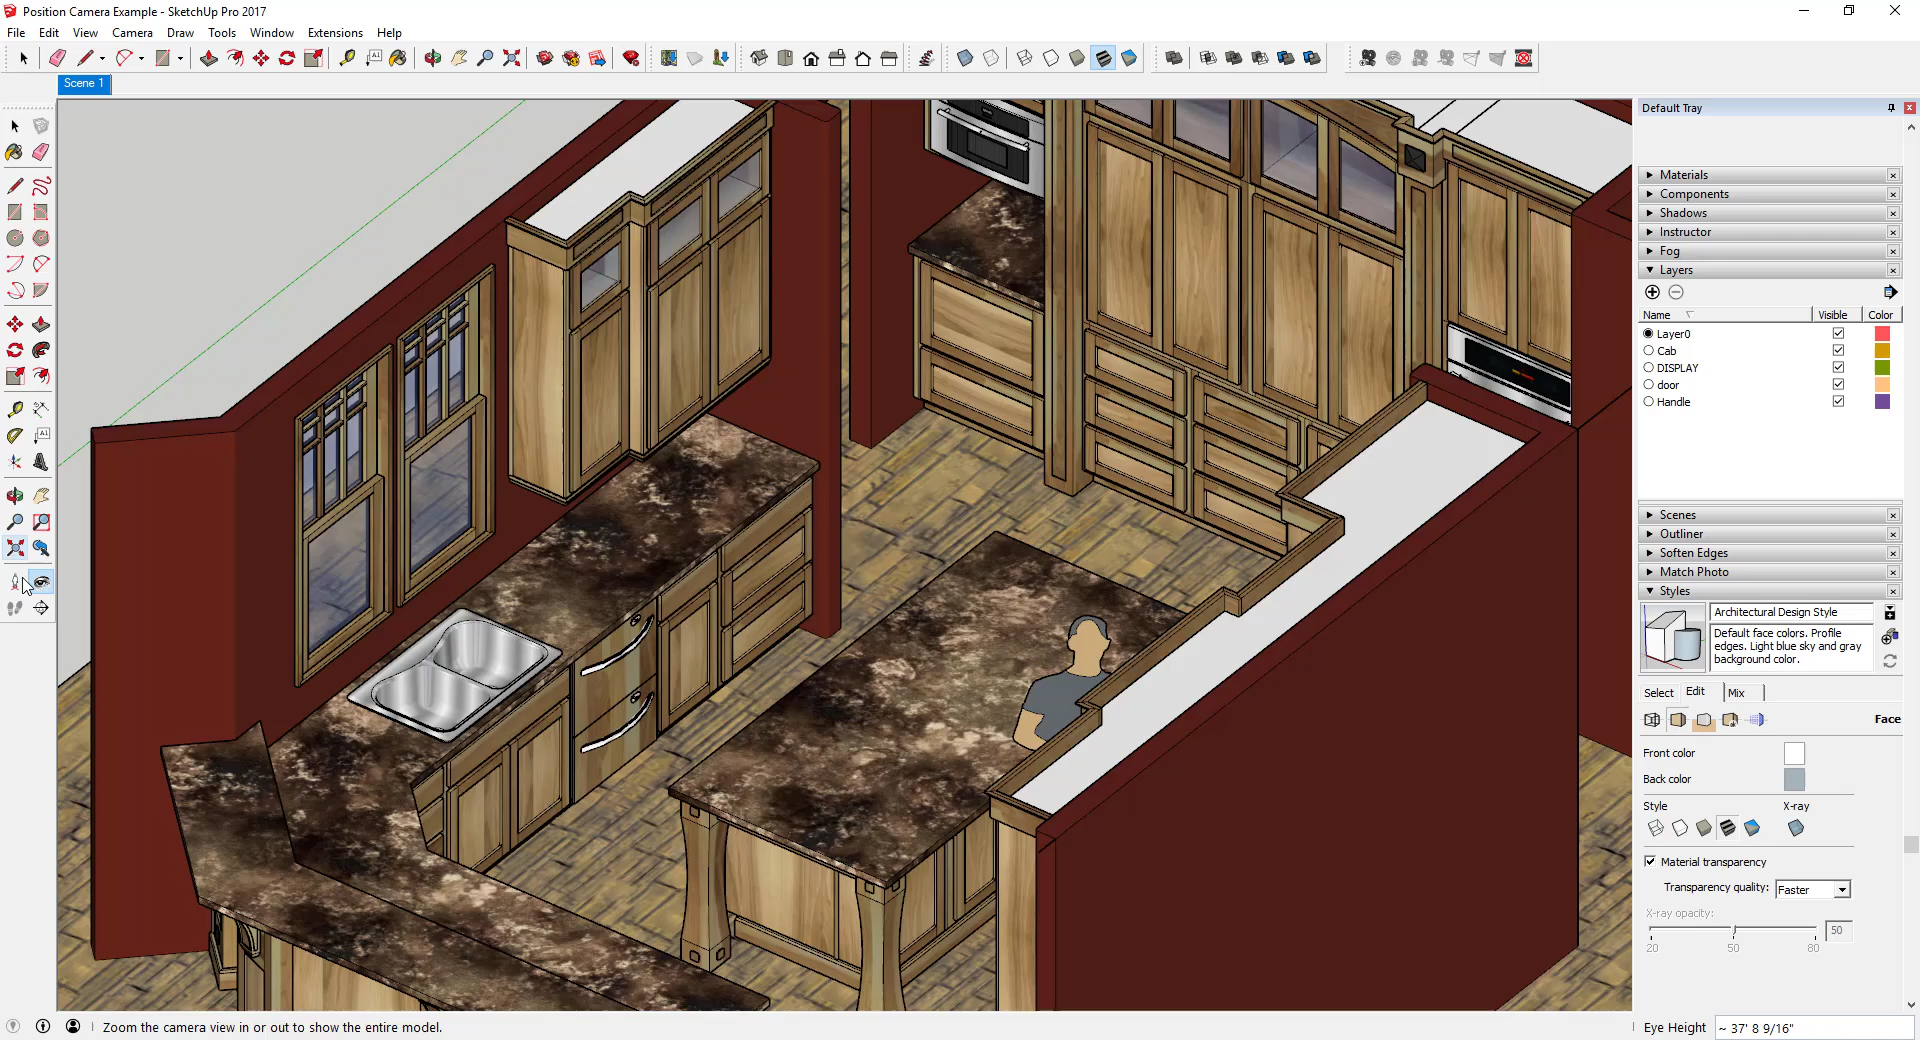 Position Camera Example - SketchUp Pro 2017
File Edit View Camera Draw Tools Window Extensions Help
Scene 1
Default Tray
Materials
Components
Shadows
Instructor
Fog
Layers
Name Visible Color
Layer0
Cab
DISPLAY
door
Handle
Scenes
Outliner
Soften Edges
Match Photo
Styles
Architectural Design Style
Default face colors. Profile
edges. Light blue sky and gray
background color.
Select Edit Mix
Face
Front color
Back color
Style X-ray
Material transparency
Transparency quality: Faster
X-ray opacity:
50
20 50 80
Zoom the camera view in or out to show the entire model.
Eye Height ~ 37' 8 9/16"